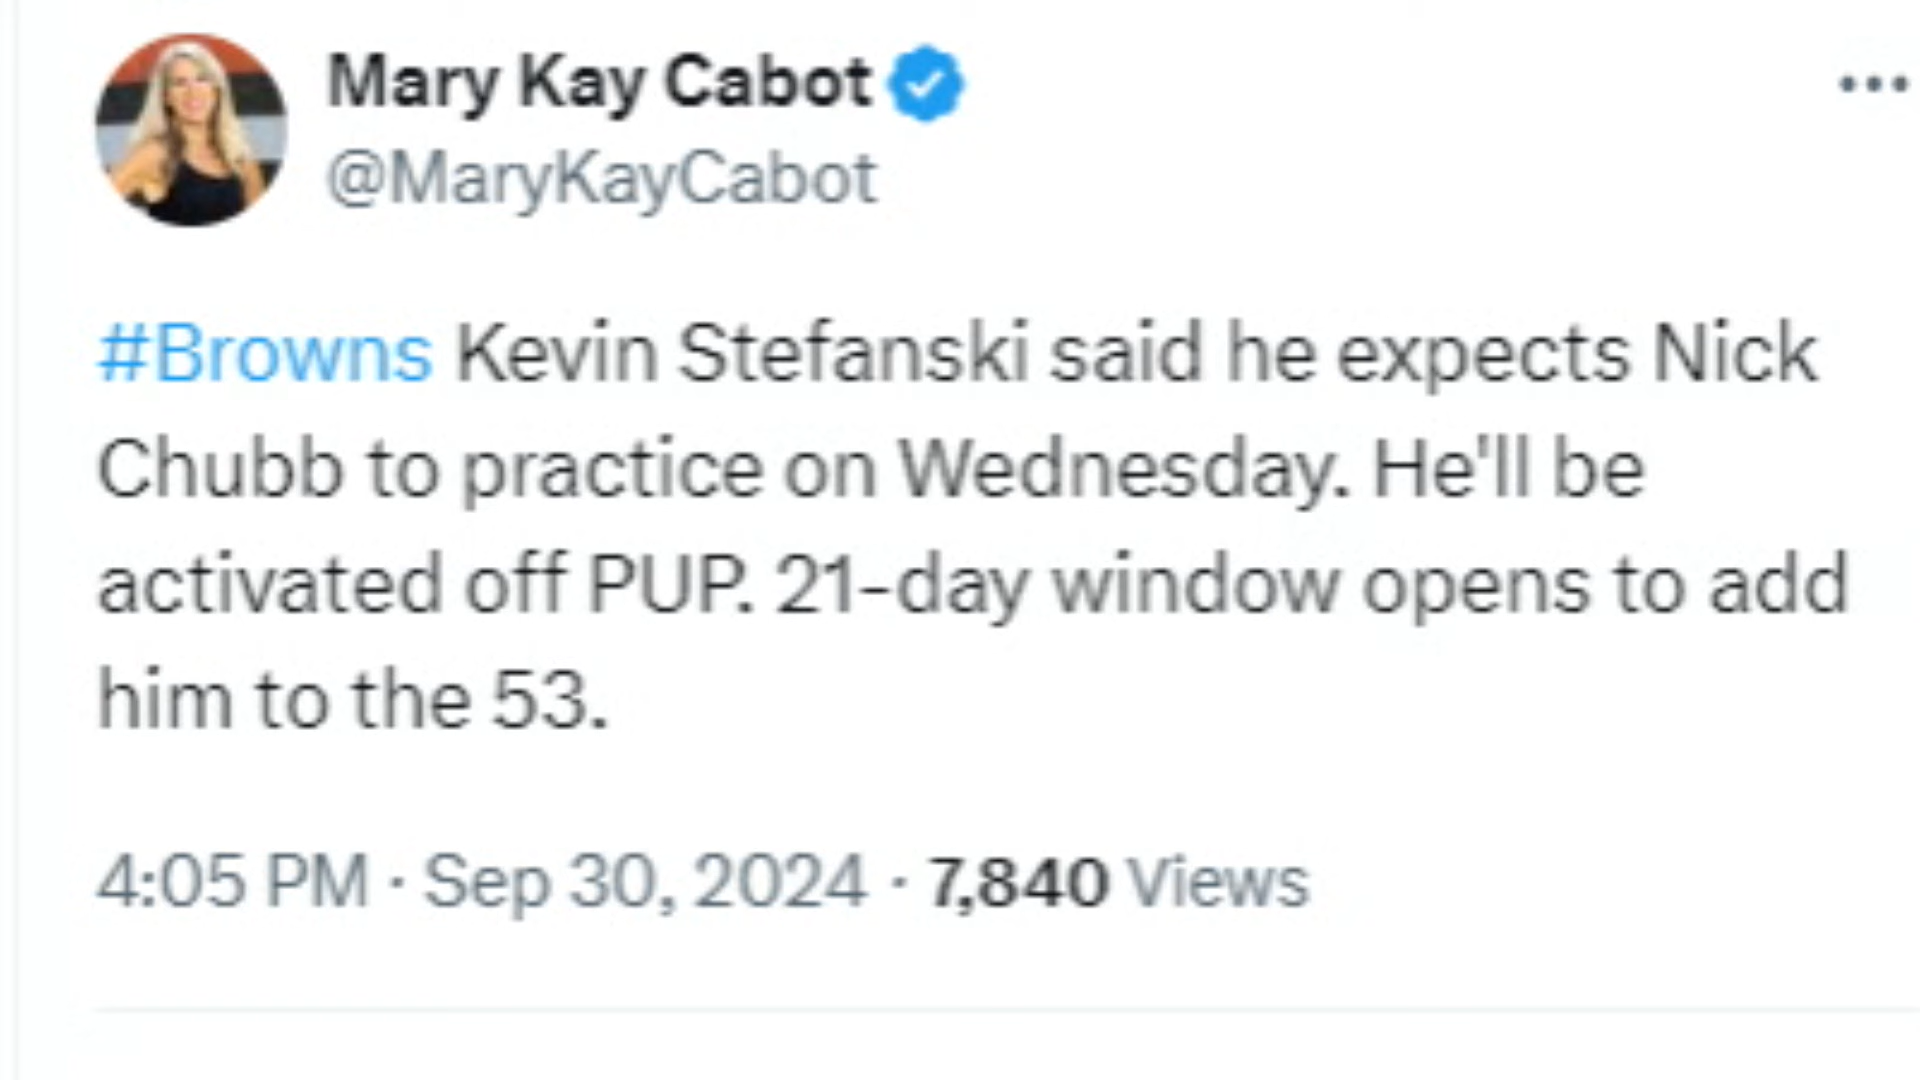 Mary Kay Cabot
@MaryKayCabot
#Browns Kevin Stefanski said he expects Nick
Chubb to practice on Wednesday. He'll be
activated off PUP. 21-day window opens to add
him to the 53.
4:05 PM · Sep 30, 2024 · 7,840 Views